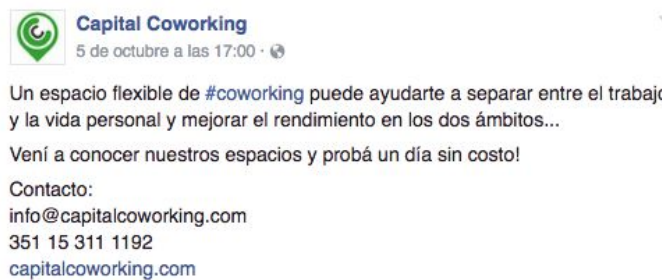 Capital Coworking
5 de octubre a las 17:00 ·
Un espacio flexible de #coworking puede ayudarte a separar entre el trabajo
y la vida personal y mejorar el rendimiento en los dos ámbitos...
Vení a conocer nuestros espacios y probá un día sin costo!
Contacto:
info@capitalcoworking.com
351 15 311 1192
capitalcoworking.com